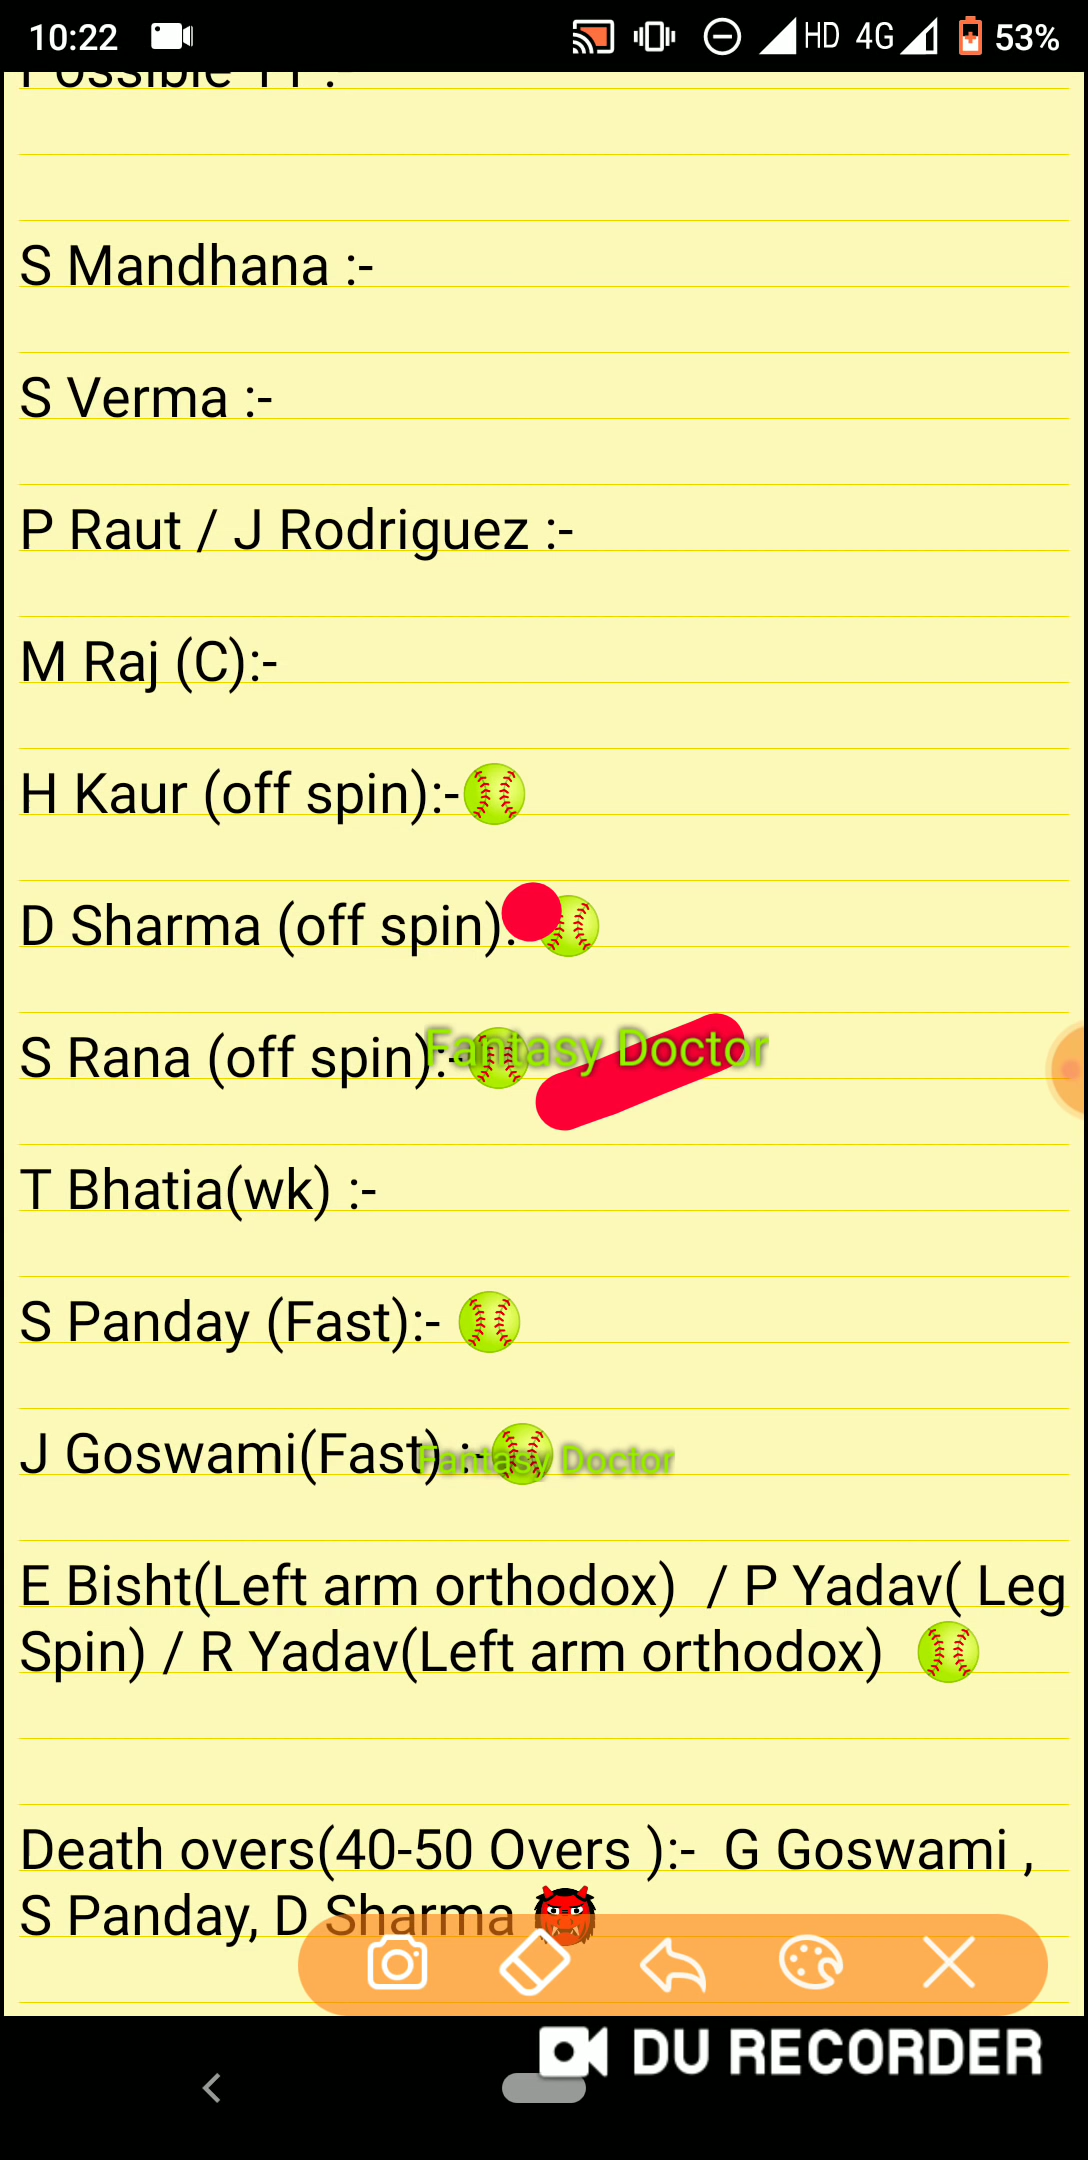 10:22 HD 4G 53%
Possible 11 :-
S Mandhana :-
S Verma :-
P Raut / J Rodriguez :-
M Raj (C):-
H Kaur (off spin):-
D Sharma (off spin):
S Rana (off spin):-
Fantasy Doctor
T Bhatia(wk) :-
S Panday (Fast):-
J Goswami(Fast) :-
Fantasy Doctor
E Bisht(Left arm orthodox)  / P Yadav( Leg
Spin) / R Yadav(Left arm orthodox)
Death overs(40-50 Overs ):-  G Goswami ,
S Panday, D Sharma
DU RECORDER